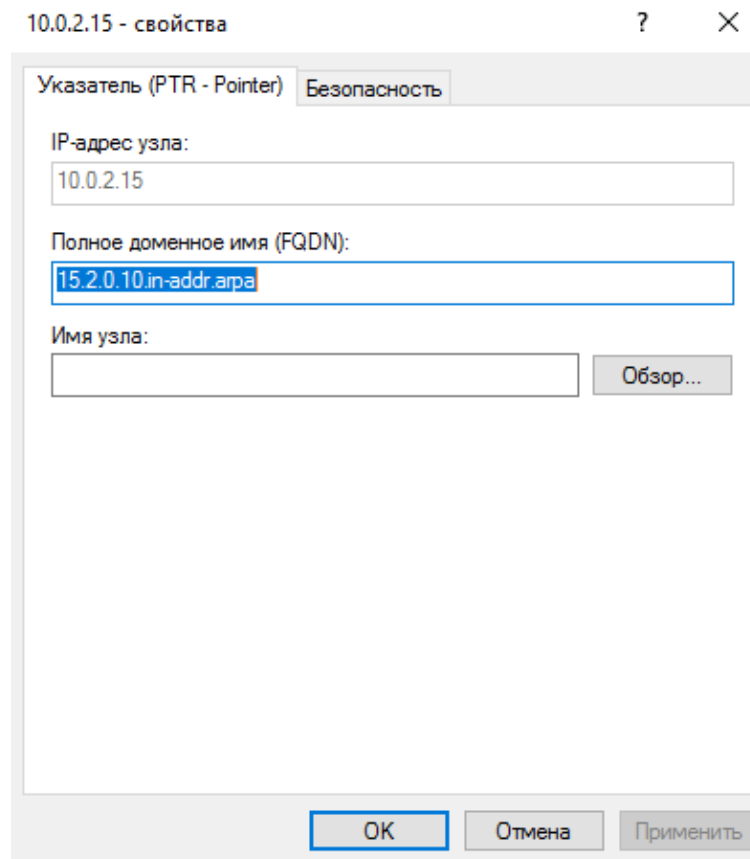 10.0.2.15 - свойства ? ×
Указатель (PTR - Pointer) Безопасность
IP-адрес узла:
10.0.2.15
Полное доменное имя (FQDN):
15.2.0.10.in-addr.arpa
Имя узла:
Обзор...
OK Отмена Применить